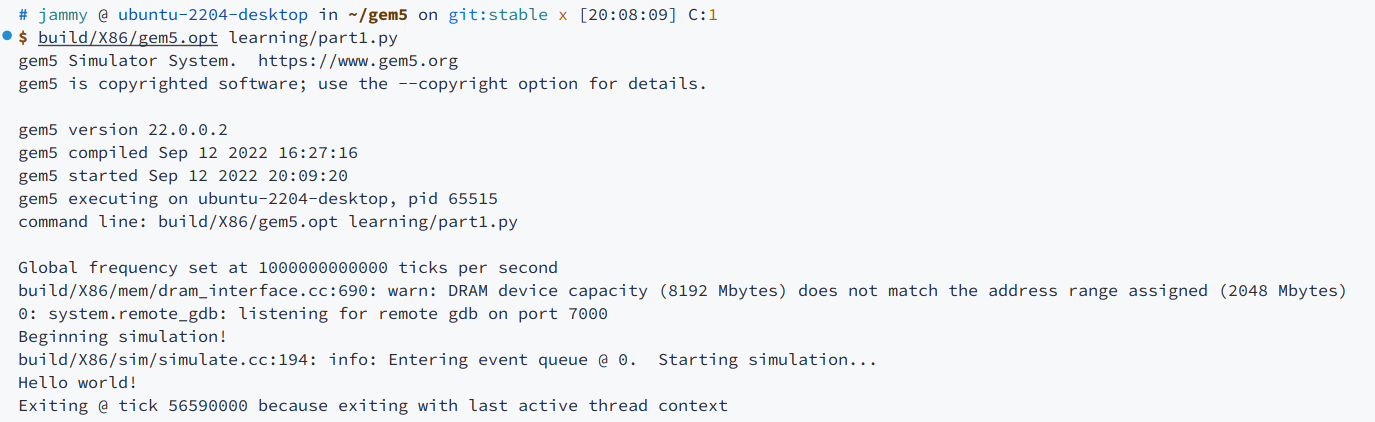 # jammy @ ubuntu-2204-desktop in ~/gem5 on git:stable x [20:08:09] C:1
$ build/X86/gem5.opt learning/part1.py
gem5 Simulator System.  https://www.gem5.org
gem5 is copyrighted software; use the --copyright option for details.

gem5 version 22.0.0.2
gem5 compiled Sep 12 2022 16:27:16
gem5 started Sep 12 2022 20:09:20
gem5 executing on ubuntu-2204-desktop, pid 65515
command line: build/X86/gem5.opt learning/part1.py

Global frequency set at 1000000000000 ticks per second
build/X86/mem/dram_interface.cc:690: warn: DRAM device capacity (8192 Mbytes) does not match the address range assigned (2048 Mbytes)
0: system.remote_gdb: listening for remote gdb on port 7000
Beginning simulation!
build/X86/sim/simulate.cc:194: info: Entering event queue @ 0.  Starting simulation...
Hello world!
Exiting @ tick 56590000 because exiting with last active thread context